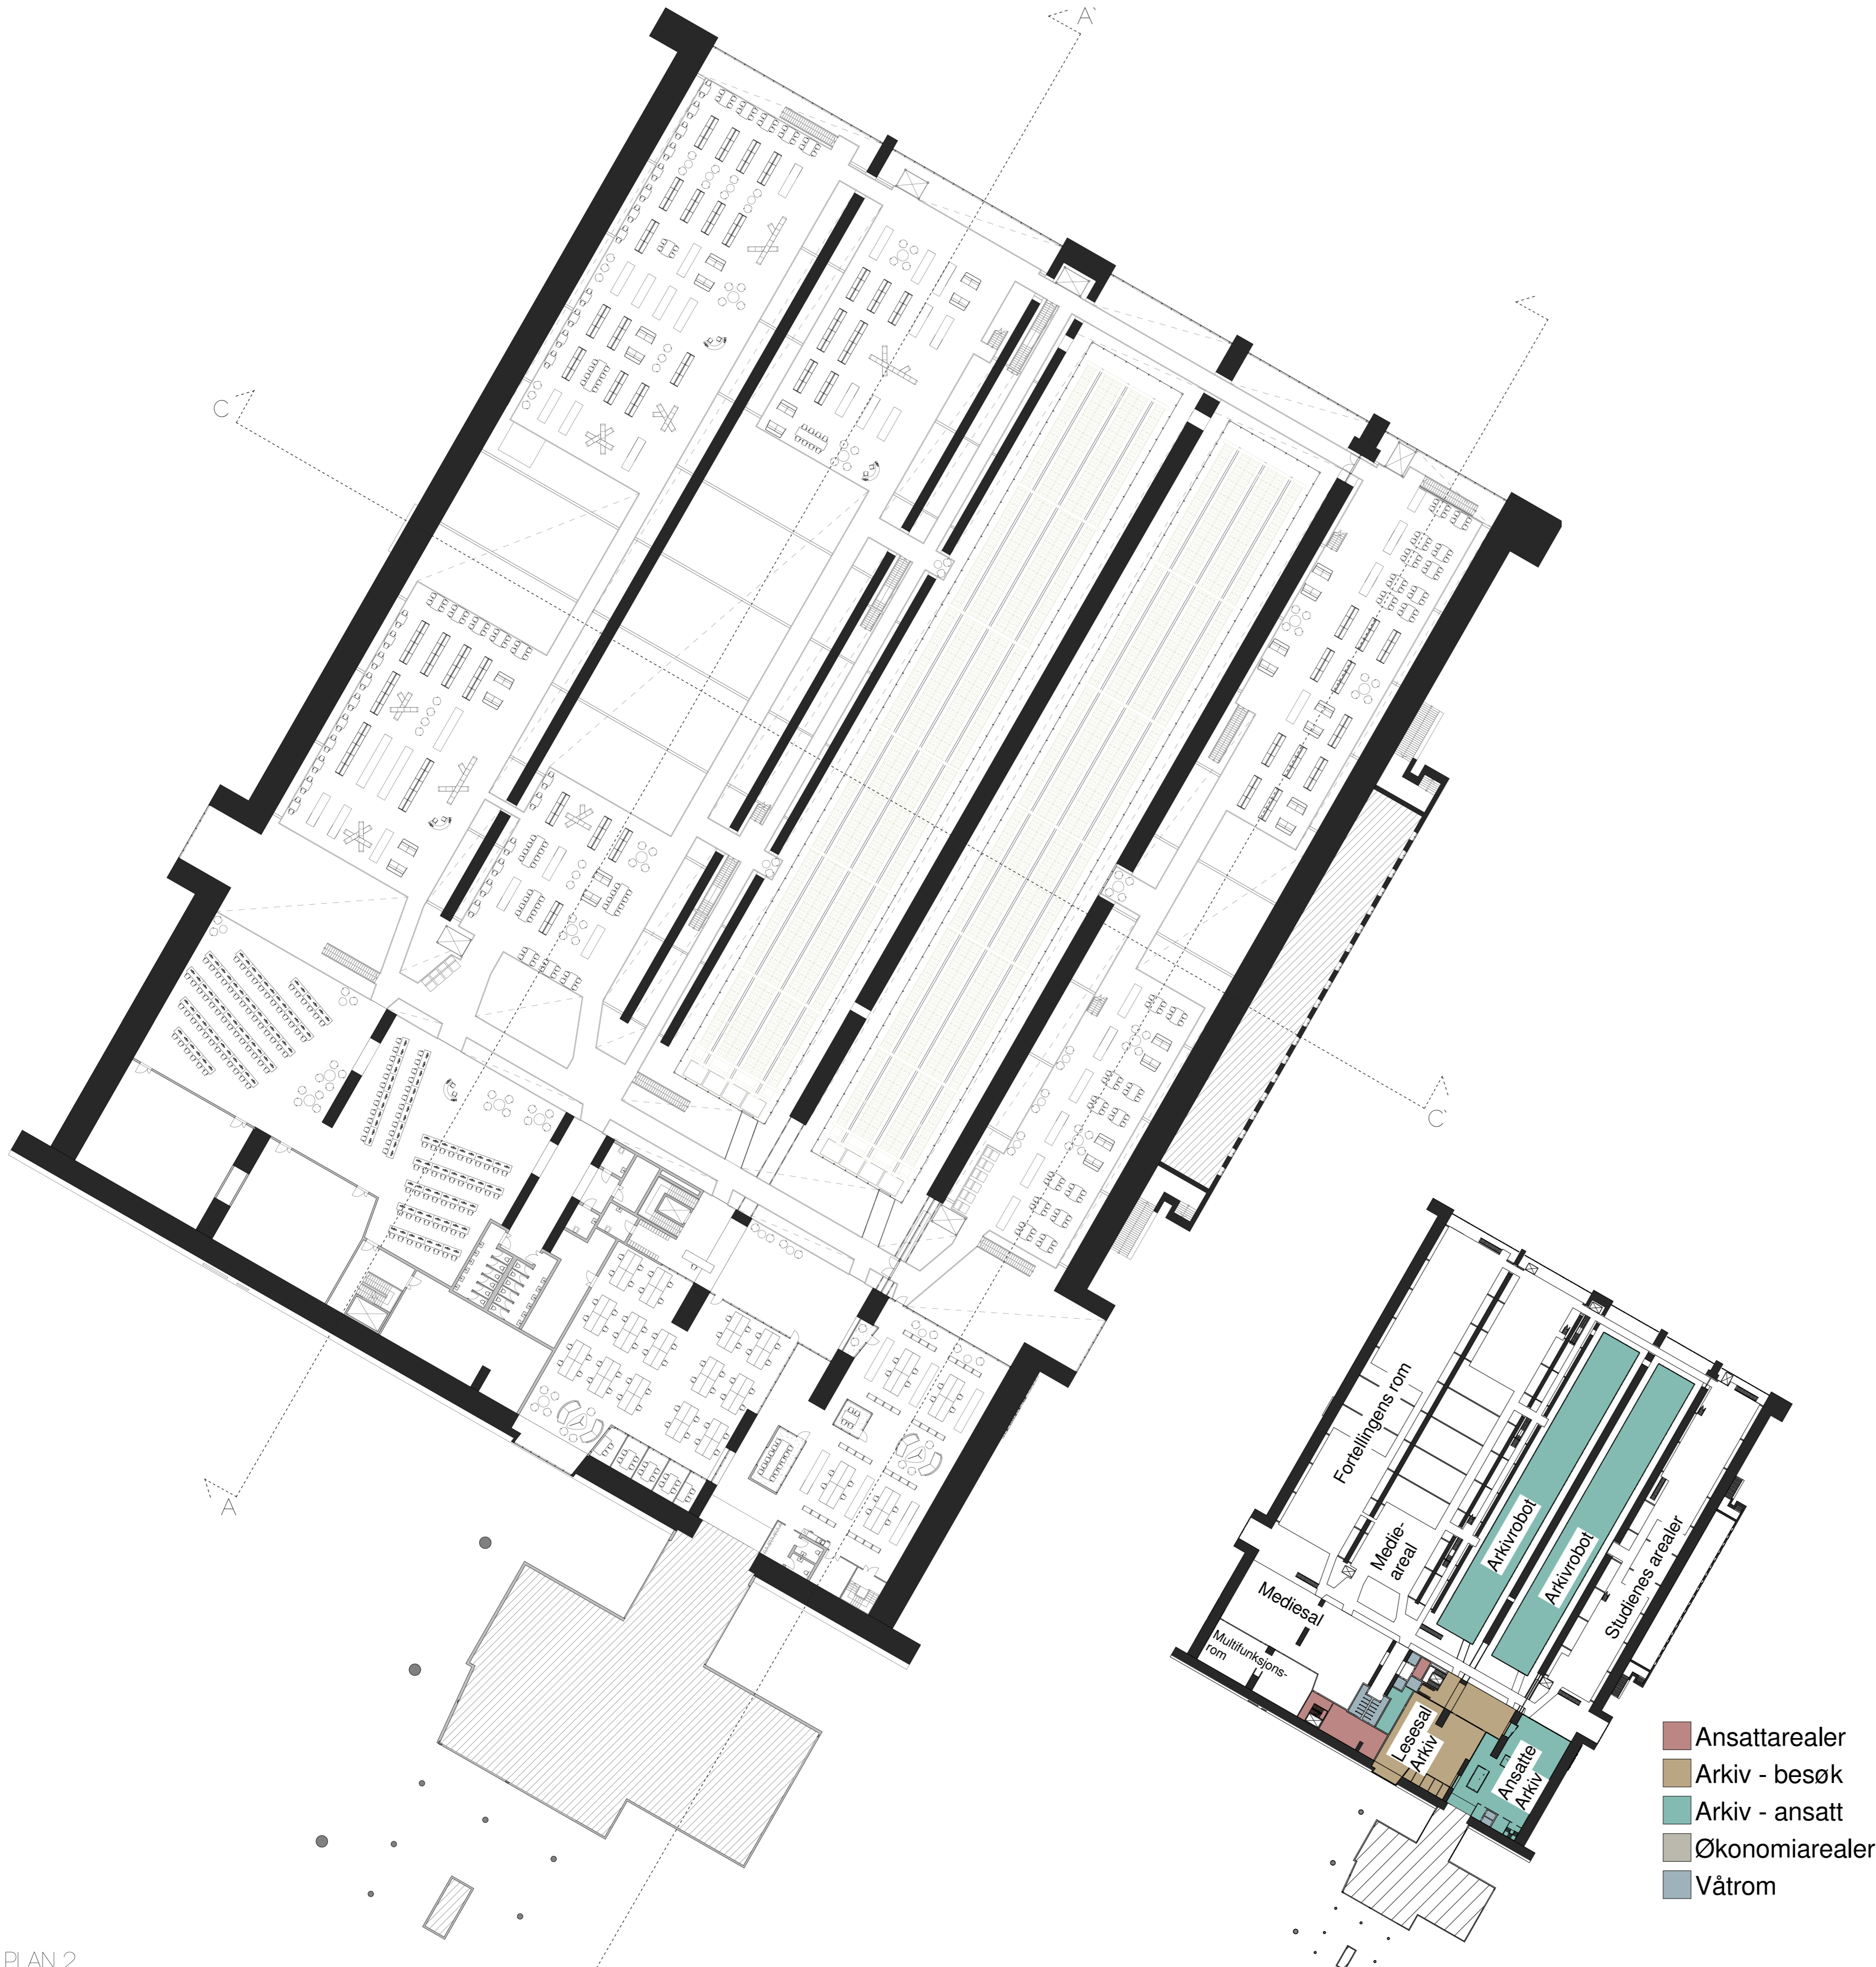 A`
C
C`
A
PLAN 2
Fortellingens rom
Medie-
areal
Arkivrobot
Arkivrobot
Studienes arealer
Mediesal
Multifunksjons-
rom
Lesesal
Arkiv
Ansatte
Arkiv
Ansattarealer
Arkiv - besøk
Arkiv - ansatt
Økonomiarealer
Våtrom